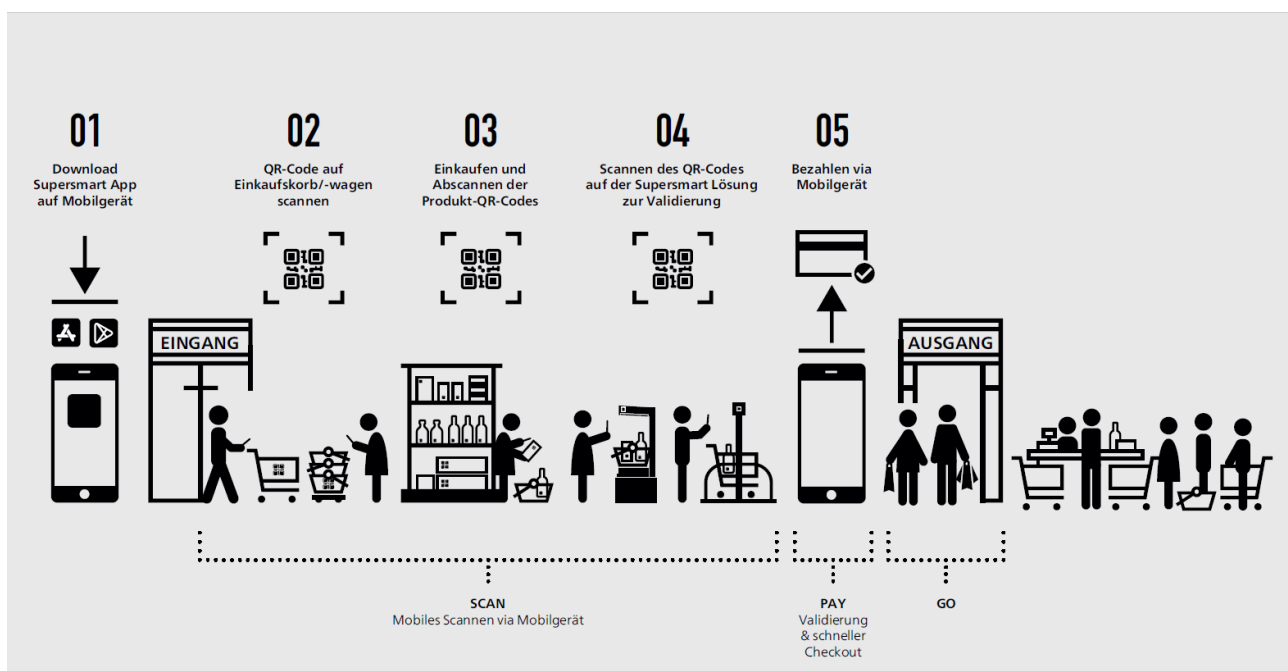 01
Download
Supersmart App
auf Mobilgerät
02
QR-Code auf
Einkaufskorb/-wagen
scannen
03
Einkaufen und
Abscannen der
Produkt-QR-Codes
04
Scannen des QR-Codes
auf der Supersmart Lösung
zur Validierung
05
Bezahlen via
Mobilgerät
EINGANG
AUSGANG
SCAN
Mobiles Scannen via Mobilgerät
PAY
Validierung
& schneller
Checkout
GO